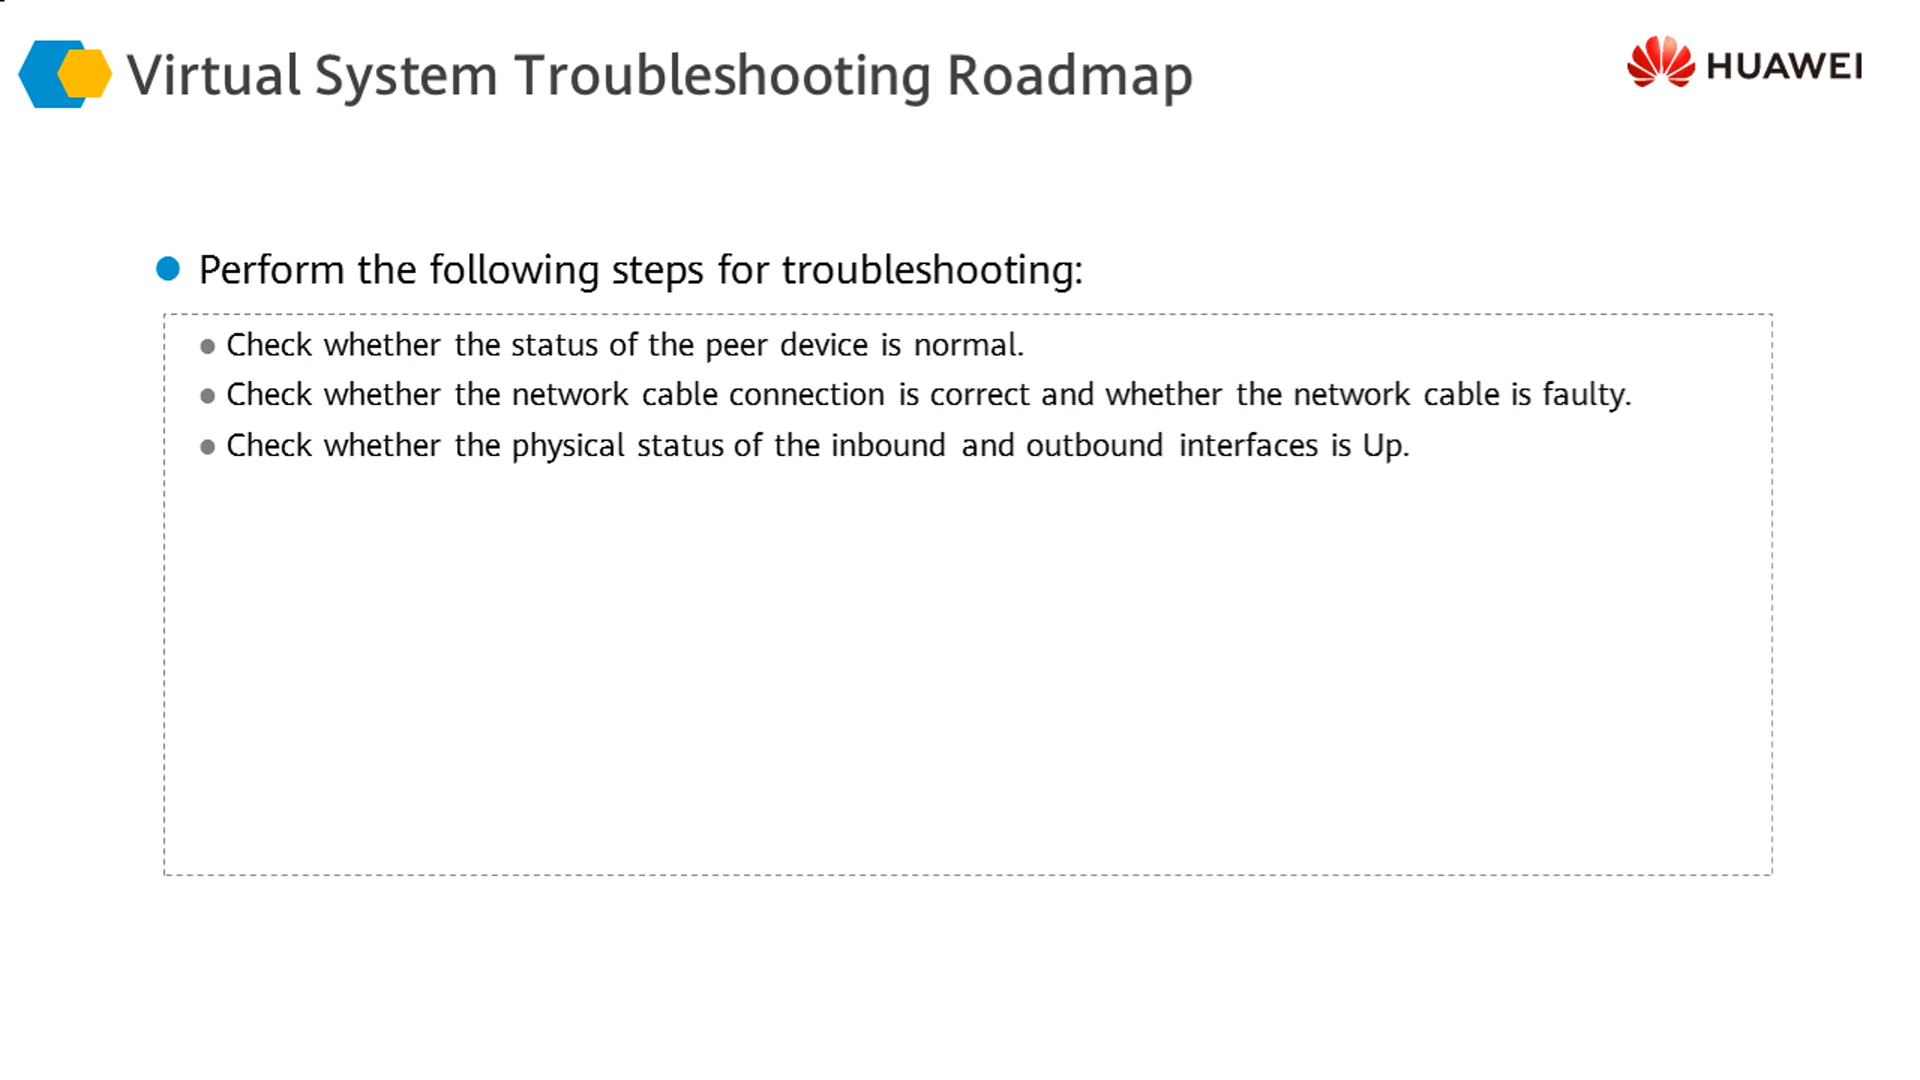 Virtual System Troubleshooting Roadmap
HUAWEI
Perform the following steps for troubleshooting:
Check whether the status of the peer device is normal.
Check whether the network cable connection is correct and whether the network cable is faulty.
Check whether the physical status of the inbound and outbound interfaces is Up.